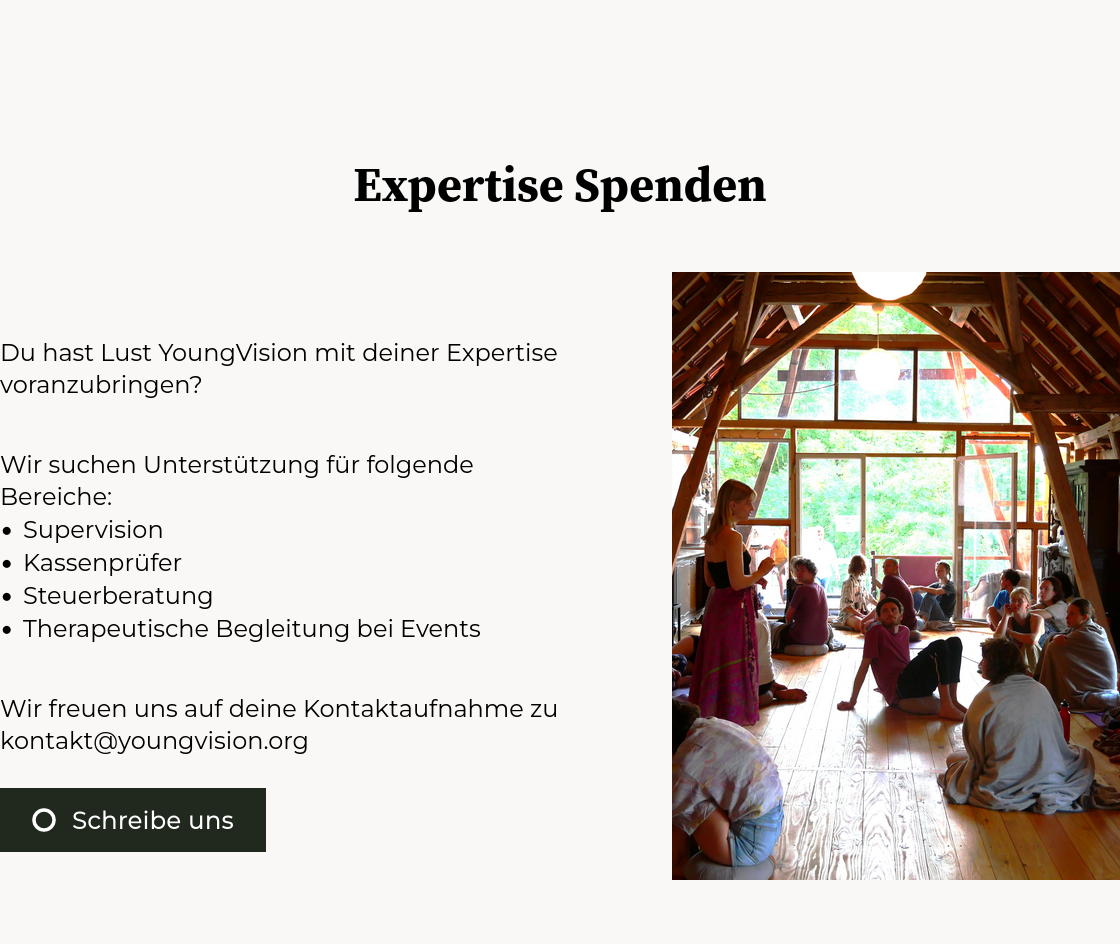 Expertise Spenden
Du hast Lust YoungVision mit deiner Expertise
voranzubringen?
Wir suchen Unterstützung für folgende
Bereiche:
• Supervision
• Kassenprüfer
• Steuerberatung
• Therapeutische Begleitung bei Events
Wir freuen uns auf deine Kontaktaufnahme zu
kontakt@youngvision.org
Schreibe uns